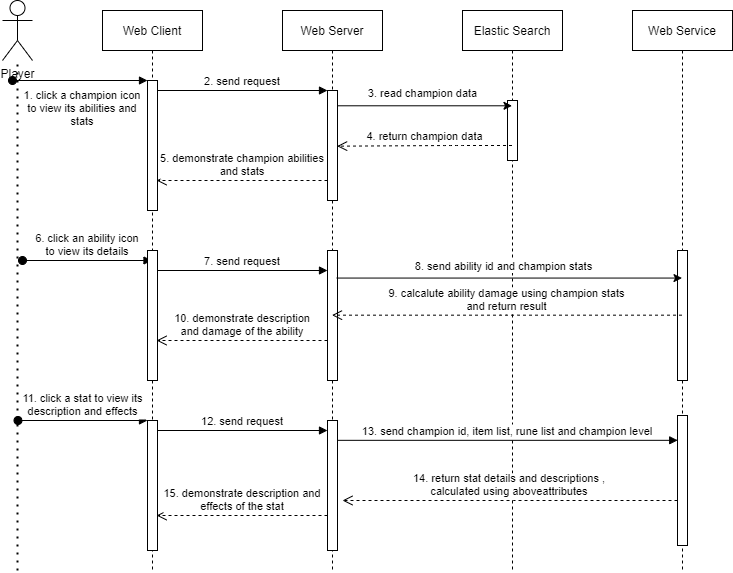 Web Client
Web Server
Elastic Search
Web Service
Player
1. click a champion icon
to view its abilities and
stats
2. send request
3. read champion data
4. return champion data
5. demonstrate champion abilities
and stats
6. click an ability icon
to view its details
7. send request
8. send ability id and champion stats
9. calcalute ability damage using champion stats
and return result
10. demonstrate description
and damage of the ability
11. click a stat to view its
description and effects
12. send request
13. send champion id, item list, rune list and champion level
14. return stat details and descriptions ,
calculated using aboveattributes
15. demonstrate description and
effects of the stat